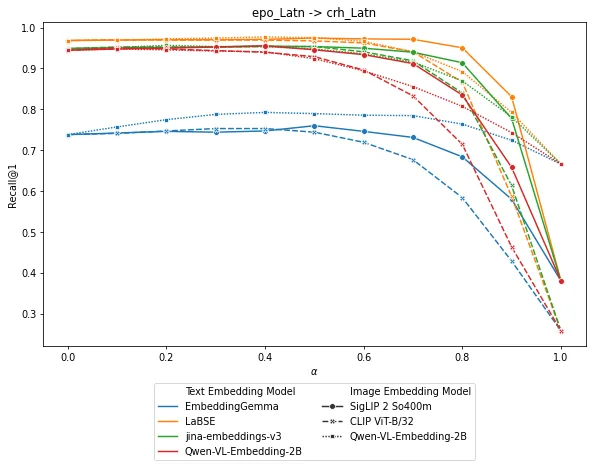 epo_Latn -> crh_Latn
1.0
0.9
0.8
0.7
0.6
0.5
0.4
0.3
Recall@1
0.0 0.2 0.4 0.6 0.8 1.0
α
Text Embedding Model Image Embedding Model
EmbeddingGemma SigLIP 2 So400m
LaBSE CLIP ViT-B/32
jina-embeddings-v3 Qwen-VL-Embedding-2B
Qwen-VL-Embedding-2B